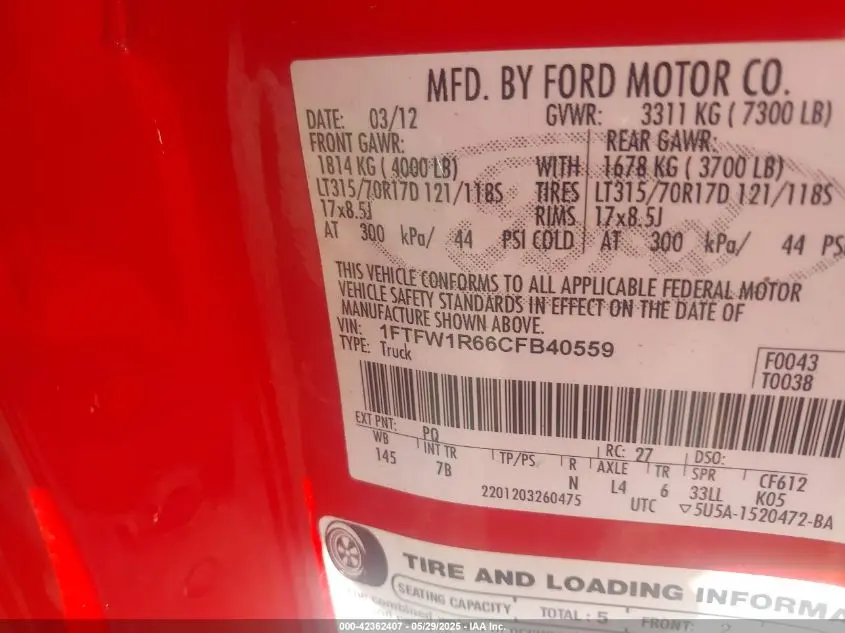 MFD. BY FORD MOTOR CO.
DATE: 03/12 GVWR: 3311 KG ( 7300 LB)
FRONT GAWR: REAR GAWR:
1814 KG ( 4000 LB) WITH 1678 KG ( 3700 LB)
LT315/70R17D 121/118S TIRES LT315/70R17D 121/118S
17x8.5J RIMS 17x8.5J
AT 300 kPa/ 44 PSI COLD AT 300 kPa/ 44 PS
THIS VEHICLE CONFORMS TO ALL APPLICABLE FEDERAL MOTOR
VEHICLE SAFETY STANDARDS IN EFFECT ON THE DATE OF
MANUFACTURE SHOWN ABOVE.
VIN: 1FTFW1R66CFB40559
TYPE: Truck
F0043
T0038
EXT PNT: PQ RC: 27 DSO:
WB INT TR TP/PS R AXLE TR SPR CF612
145 7B N L4 6 33LL K05
2201203260475 UTC ▽5U5A-1520472-BA
TIRE AND LOADING INFORMA
SEATING CAPACITY TOTAL : 5 FRONT: 2
The combined
000-42362407 - 05/29/2025 - IAA Inc.